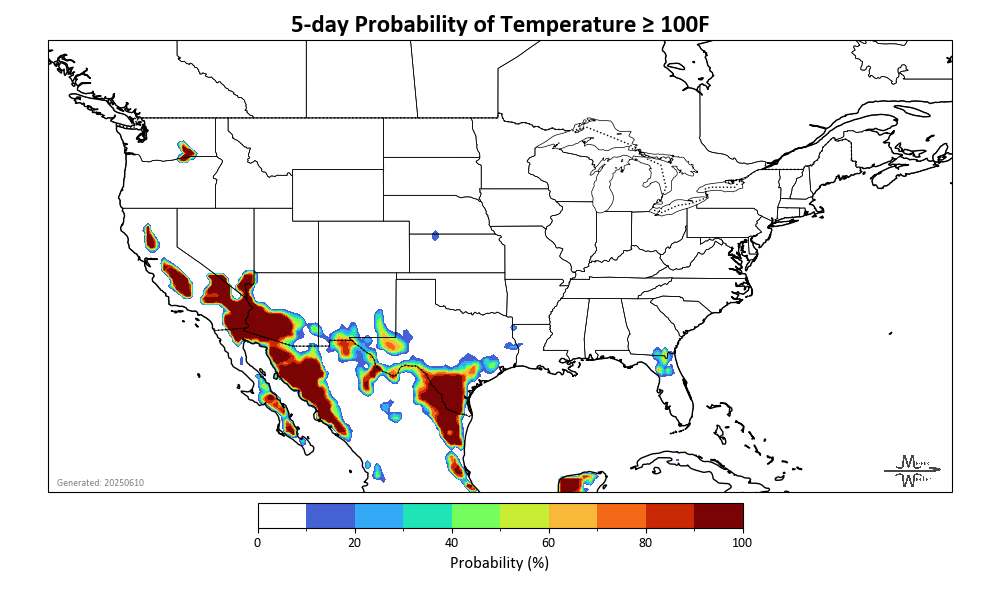 5-day Probability of Temperature ≥ 100F
Generated: 20250610
0 20 40 60 80 100
Probability (%)